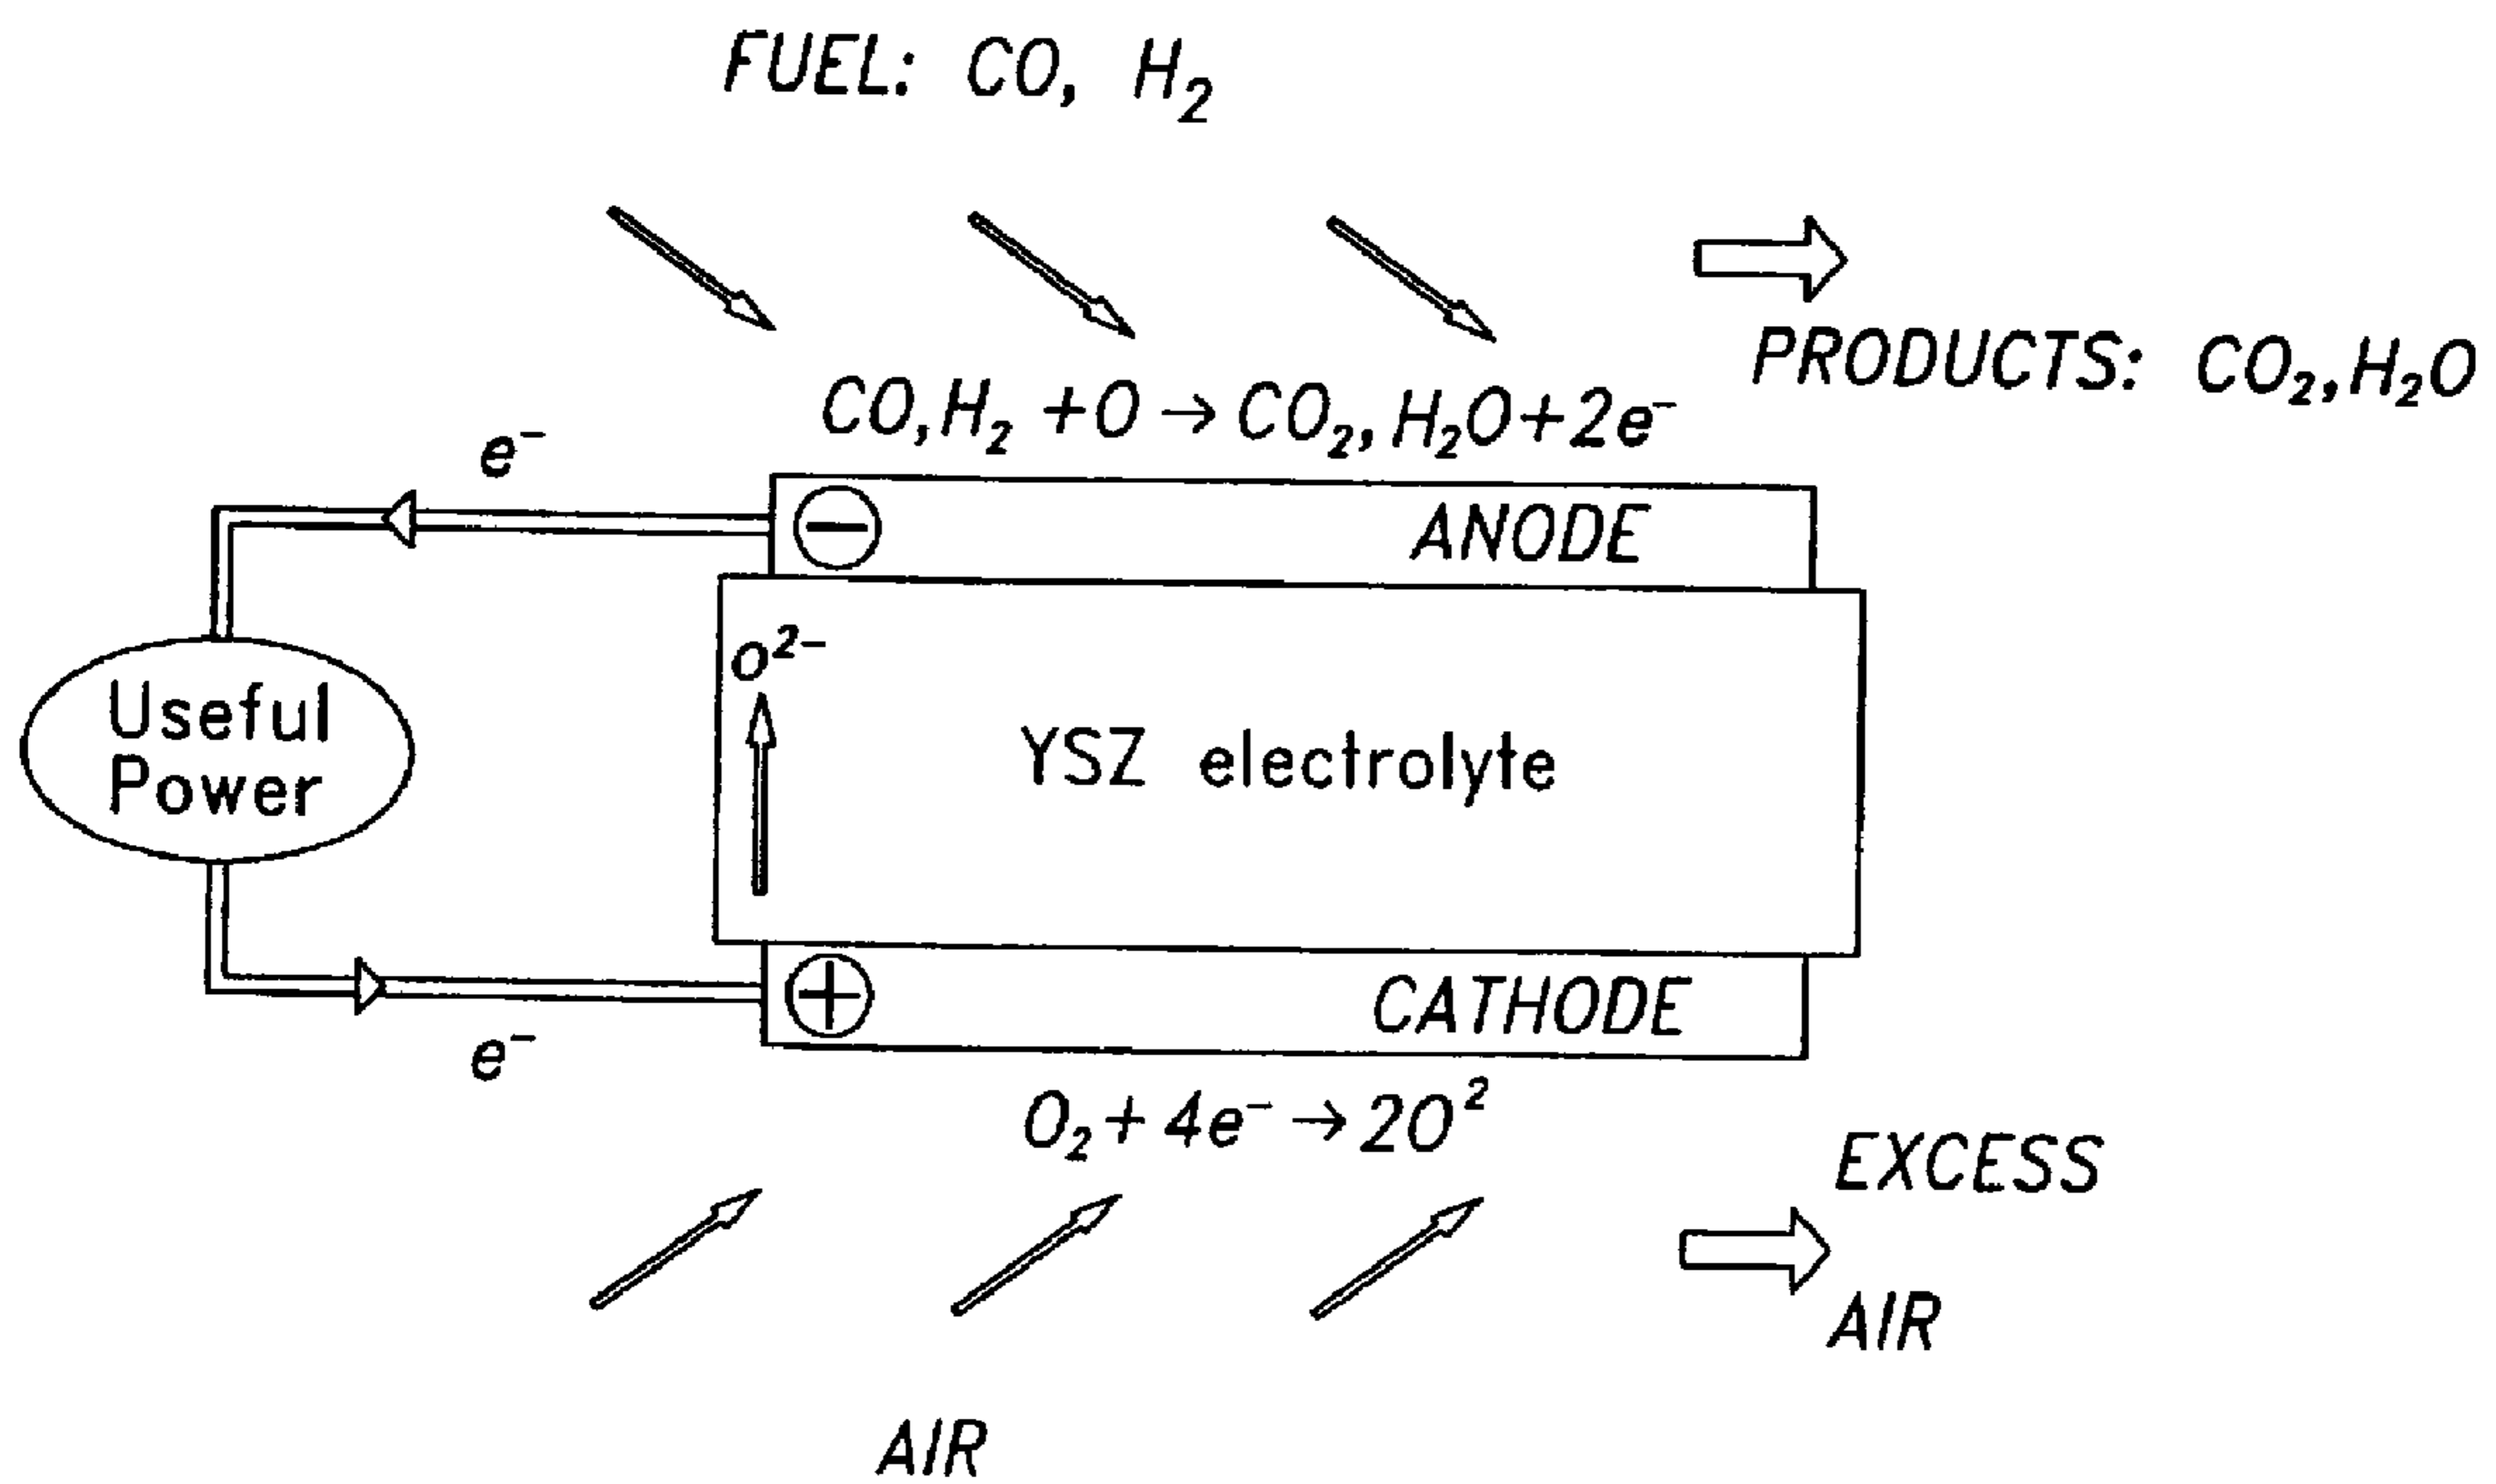 FUEL: CO, H₂
PRODUCTS: CO₂,H₂O
CO,H₂ +O → CO₂,H₂O+2e⁻
e⁻
⊖ ANODE
O²⁻
Useful
Power
YSZ electrolyte
⊕ CATHODE
e⁻
O₂+ 4e⁻ → 2O²
EXCESS
AIR
AIR